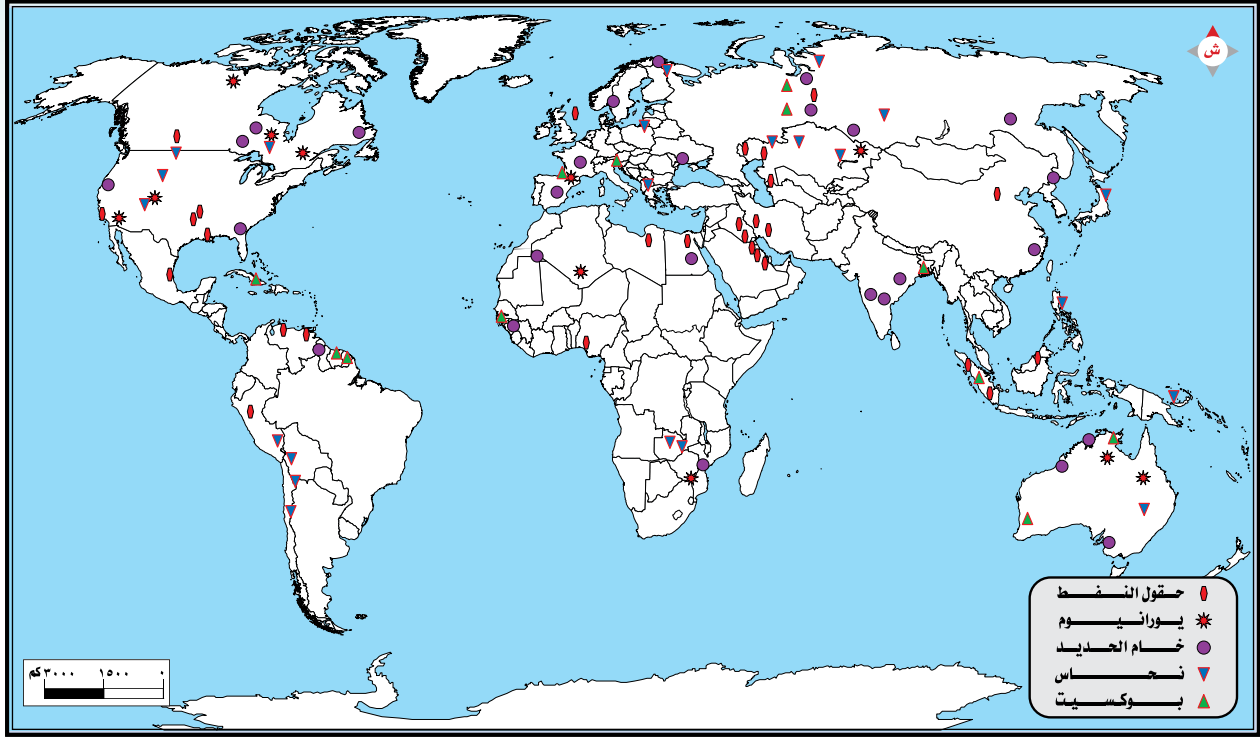 ش
حقول النفط
يورانيوم
خام الحديد
نحاس
بوكسيت
٠ ١٥٠٠ ٣٠٠٠ كم